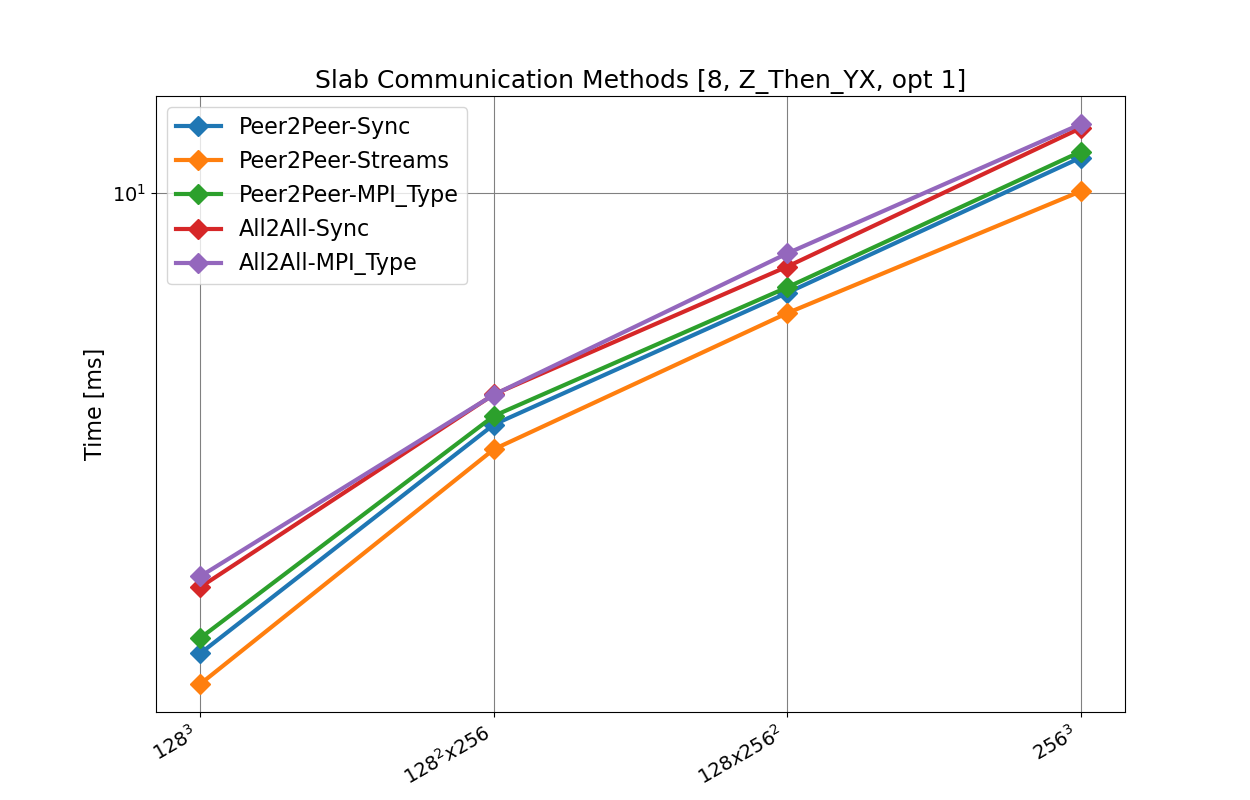 Slab Communication Methods [8, Z_Then_YX, opt 1]
Peer2Peer-Sync
Peer2Peer-Streams
Peer2Peer-MPI_Type
All2All-Sync
All2All-MPI_Type
10¹
Time [ms]
128³
128²x256
128x256²
256³